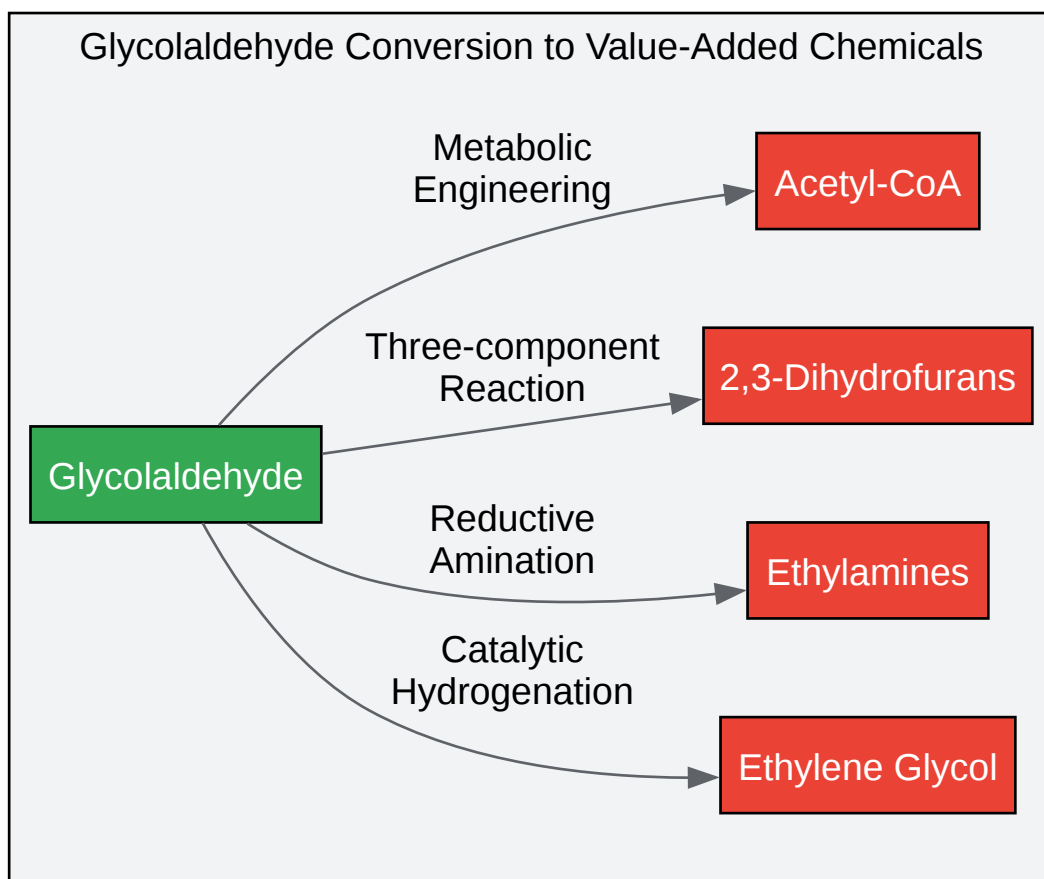 Glycolaldehyde Conversion to Value-Added Chemicals
Metabolic
Engineering
Acetyl-CoA
Three-component
Reaction
2,3-Dihydrofurans
Glycolaldehyde
Reductive
Amination
Ethylamines
Catalytic
Hydrogenation
Ethylene Glycol